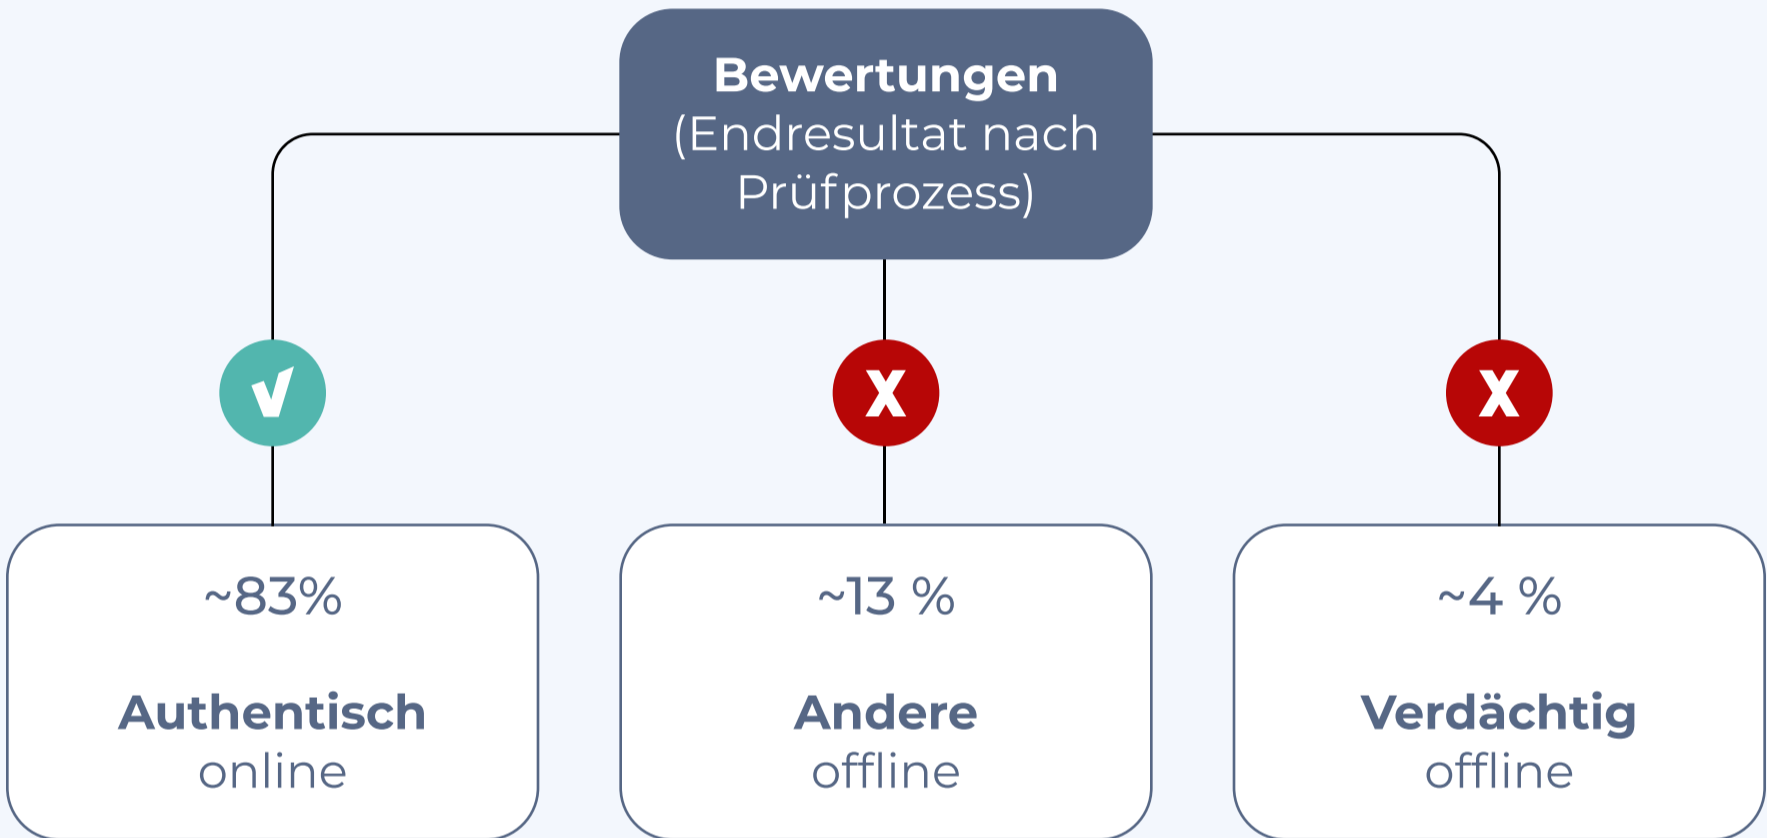 Bewertungen
(Endresultat nach
Prüfprozess)
X
X
~83%
Authentisch
online
~13 %
Andere
offline
~4 %
Verdächtig
offline